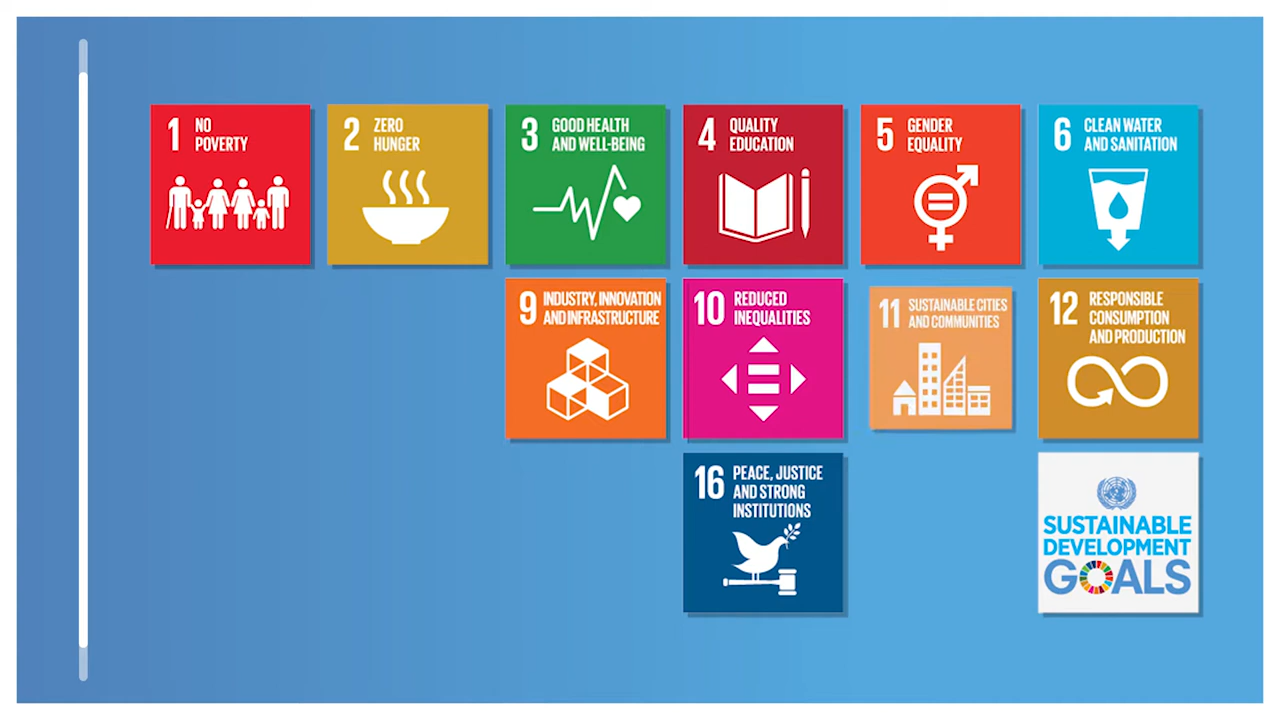 1 NO
POVERTY
2 ZERO
HUNGER
3 GOOD HEALTH
AND WELL-BEING
4 QUALITY
EDUCATION
5 GENDER
EQUALITY
6 CLEAN WATER
AND SANITATION
9 INDUSTRY, INNOVATION
AND INFRASTRUCTURE
10 REDUCED
INEQUALITIES
11 SUSTAINABLE CITIES
AND COMMUNITIES
12 RESPONSIBLE
CONSUMPTION
AND PRODUCTION
16 PEACE, JUSTICE
AND STRONG
INSTITUTIONS
SUSTAINABLE
DEVELOPMENT
GOALS